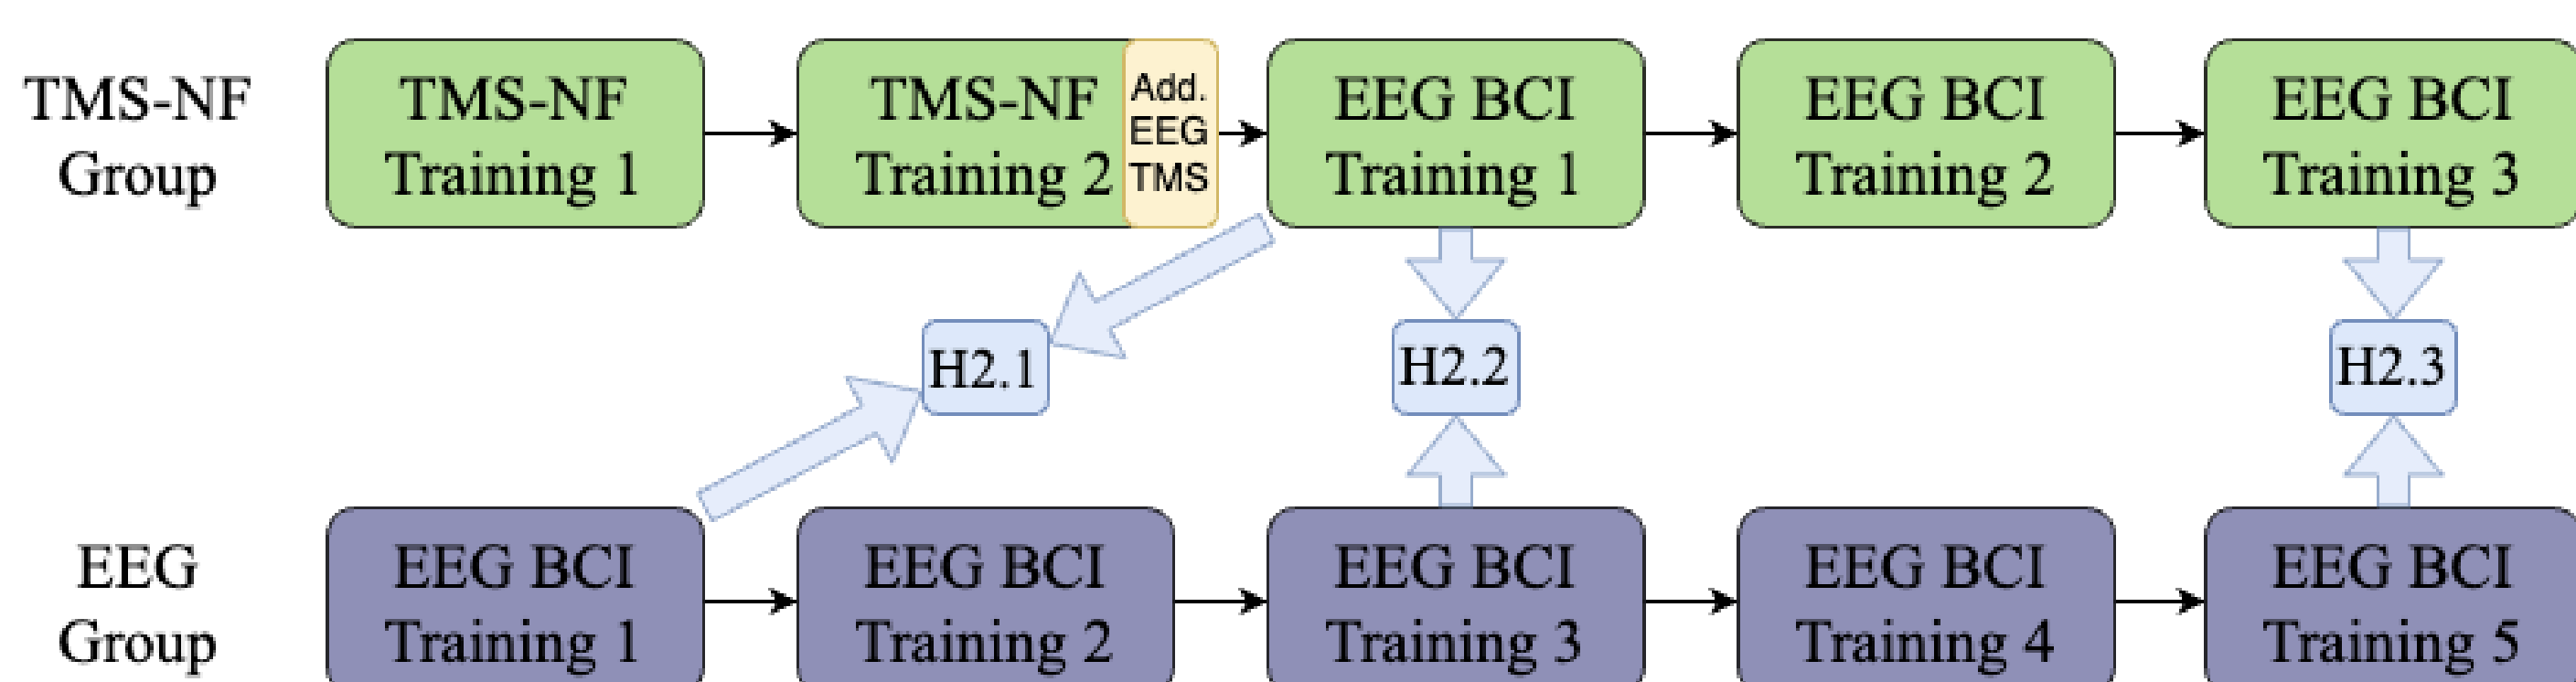 TMS-NF
Group
TMS-NF
Training 1
TMS-NF
Training 2
Add.
EEG
TMS
EEG BCI
Training 1
EEG BCI
Training 2
EEG BCI
Training 3
H2.1
H2.2
H2.3
EEG
Group
EEG BCI
Training 1
EEG BCI
Training 2
EEG BCI
Training 3
EEG BCI
Training 4
EEG BCI
Training 5